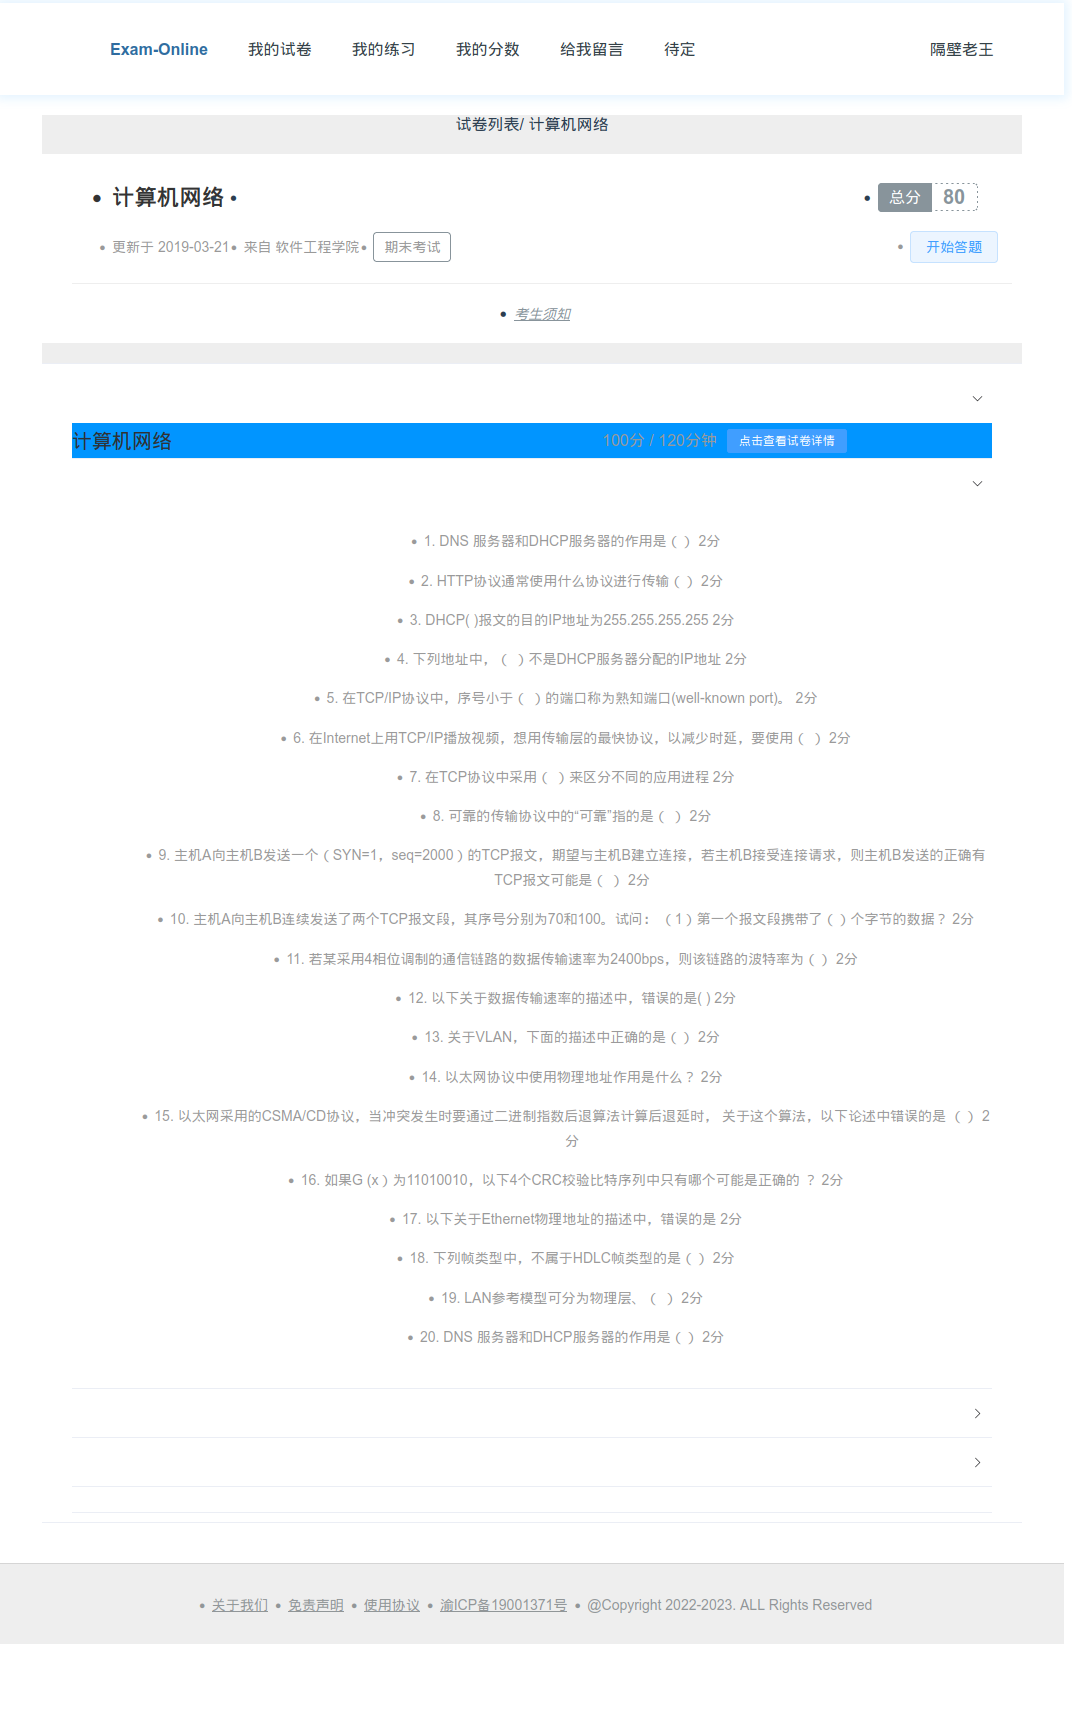 Exam-Online 我的试卷 我的练习 我的分数 给我留言 待定 隔壁老王
试卷列表/ 计算机网络
• 计算机网络 • • 总分 80
• 更新于 2019-03-21 • 来自 软件工程学院 • 期末考试 • 开始答题
• 考生须知
计算机网络 100分 / 120分钟 点击查看试卷详情
• 1. DNS 服务器和DHCP服务器的作用是（ ） 2分
• 2. HTTP协议通常使用什么协议进行传输（ ） 2分
• 3. DHCP( )报文的目的IP地址为255.255.255.255 2分
• 4. 下列地址中，（ ）不是DHCP服务器分配的IP地址 2分
• 5. 在TCP/IP协议中，序号小于（ ）的端口称为熟知端口(well-known port)。 2分
• 6. 在Internet上用TCP/IP播放视频，想用传输层的最快协议，以减少时延，要使用（ ） 2分
• 7. 在TCP协议中采用（ ）来区分不同的应用进程 2分
• 8. 可靠的传输协议中的“可靠”指的是（ ） 2分
• 9. 主机A向主机B发送一个（SYN=1，seq=2000）的TCP报文，期望与主机B建立连接，若主机B接受连接请求，则主机B发送的正确有
TCP报文可能是（ ） 2分
• 10. 主机A向主机B连续发送了两个TCP报文段，其序号分别为70和100。试问： （1）第一个报文段携带了（ ）个字节的数据？ 2分
• 11. 若某采用4相位调制的通信链路的数据传输速率为2400bps，则该链路的波特率为（ ） 2分
• 12. 以下关于数据传输速率的描述中，错误的是( ) 2分
• 13. 关于VLAN，下面的描述中正确的是（ ） 2分
• 14. 以太网协议中使用物理地址作用是什么？ 2分
• 15. 以太网采用的CSMA/CD协议，当冲突发生时要通过二进制指数后退算法计算后退延时， 关于这个算法，以下论述中错误的是 （ ） 2
分
• 16. 如果G (x）为11010010，以下4个CRC校验比特序列中只有哪个可能是正确的 ？ 2分
• 17. 以下关于Ethernet物理地址的描述中，错误的是 2分
• 18. 下列帧类型中，不属于HDLC帧类型的是（ ） 2分
• 19. LAN参考模型可分为物理层、（ ） 2分
• 20. DNS 服务器和DHCP服务器的作用是（ ） 2分
• 关于我们 • 免责声明 • 使用协议 • 渝ICP备19001371号 • @Copyright 2022-2023. ALL Rights Reserved